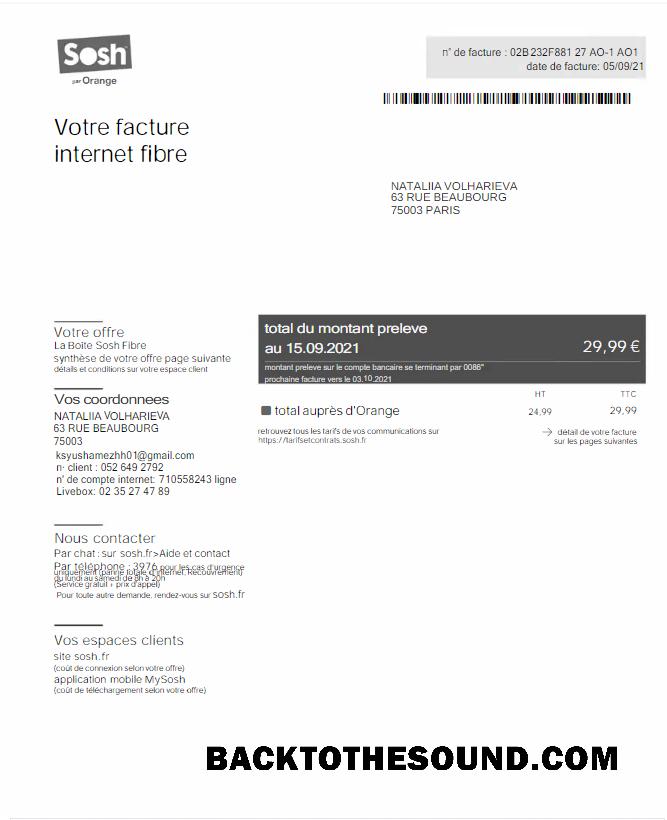 Sosh
par Orange
n° de facture : 02B232F881 27 AO-1 AO1
date de facture: 05/09/21
Votre facture
internet fibre
NATALIIA VOLHARIEVA
63 RUE BEAUBOURG
75003 PARIS
Votre offre
La Boite Sosh Fibre
synthèse de votre offre page suivante
détails et conditions sur votre espace client
total du montant preleve
au 15.09.2021
29,99 €
montant preleve sur le compte bancaire se terminant par 0086"
prochaine facture vers le 03.10.2021
HT TTC
total auprès d'Orange 24,99 29,99
retrouvez tous les tarifs de vos communications sur
https://tarifsetcontrats.sosh.fr
→ détail de votre facture
sur les pages suivantes
Vos coordonnees
NATALIIA VOLHARIEVA
63 RUE BEAUBOURG
75003
ksyushamezhh01@gmail.com
n· client : 052 649 2792
n° de compte internet: 710558243 ligne
Livebox: 02 35 27 47 89
Nous contacter
Par chat : sur sosh.fr>Aide et contact
Par téléphone : 3976 pour les cas d'urgence
uniquement (panne totale d'internet, Recouvrement)
du lundi au samedi de 8h à 20h
(Service gratuit + prix d'appel)
Pour toute autre demande, rendez-vous sur sosh.fr
Vos espaces clients
site sosh.fr
(coût de connexion selon votre offre)
application mobile MySosh
(coût de téléchargement selon votre offre)
BACKTOTHESOUND.COM